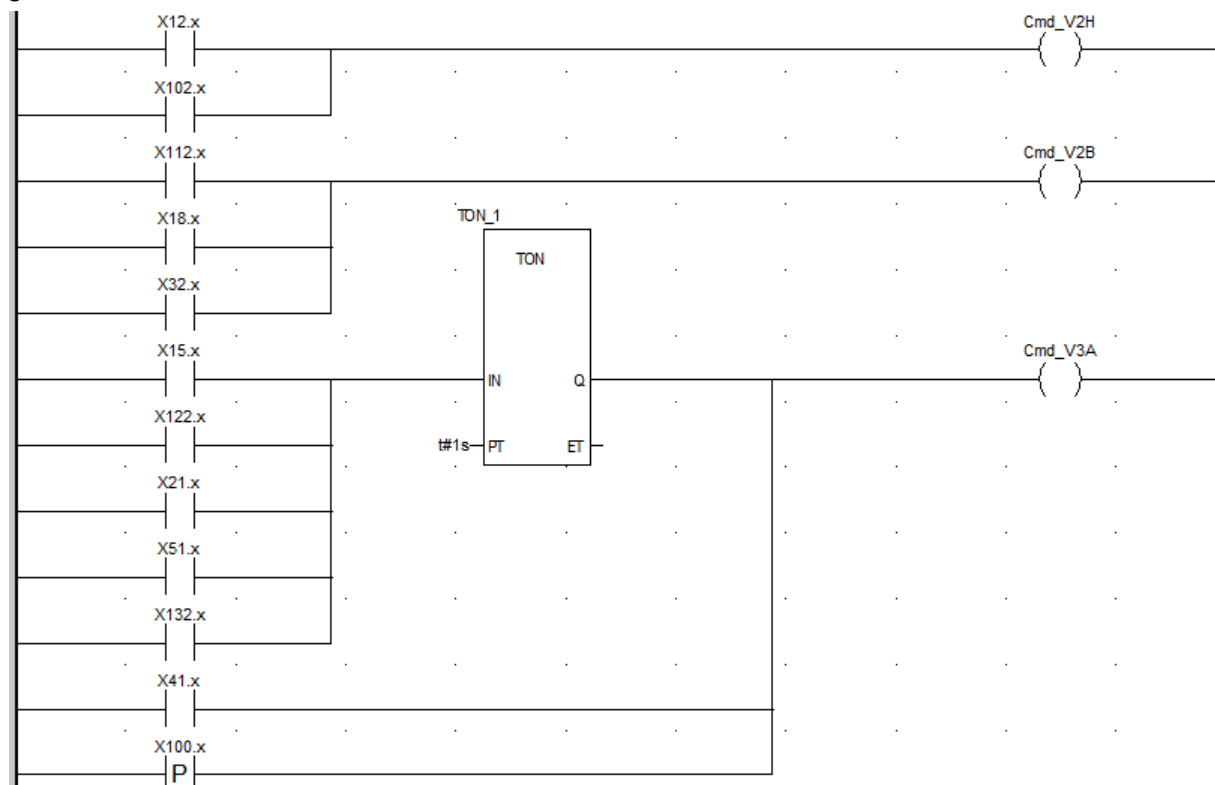 X12.x Cmd_V2H
X102.x
X112.x Cmd_V2B
X18.x TON_1
TON
X32.x
X15.x Cmd_V3A
IN Q
X122.x
t#1s PT ET
X21.x
X51.x
X132.x
X41.x
X100.x
P